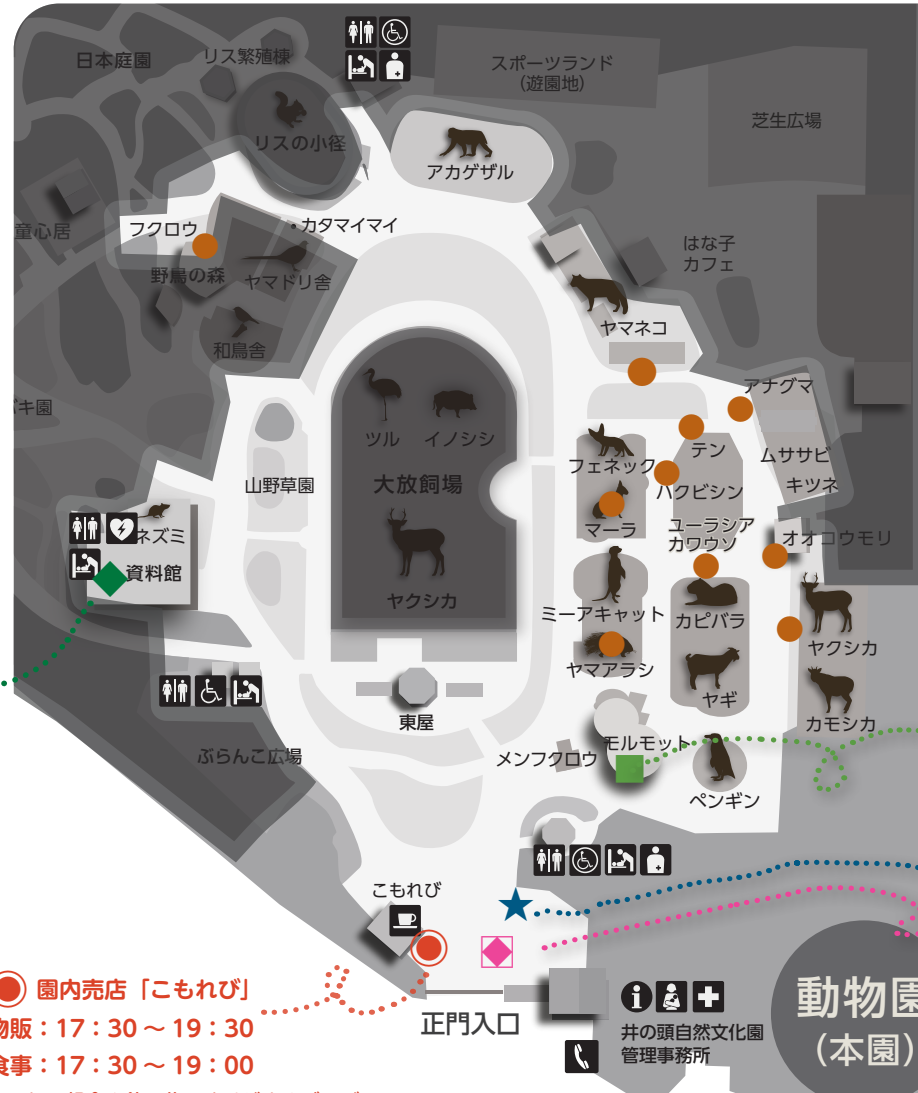 日本庭園
リス繁殖棟
スポーツランド
（遊園地）
芝生広場
リスの小径
アカゲザル
童心居
フクロウ
カタマイマイ
はな子
カフェ
野鳥の森
ヤマドリ舎
ヤマネコ
和鳥舎
アナグマ
キ園
ツル
イノシシ
テン
フェネック
ムササビ
山野草園
大放飼場
ハクビシン
キツネ
マーラ
ユーラシア
カワウソ
オオコウモリ
ネズミ
資料館
ヤクシカ
ミーアキャット
カピバラ
ヤクシカ
ヤマアラシ
ヤギ
カモシカ
東屋
ぶらんこ広場
メンフクロウ
モルモット
ペンギン
こもれび
園内売店「こもれび」
物販：17：30～19：30
食事：17：30～19：00
正門入口
井の頭自然文化園
管理事務所
動物園
（本園）